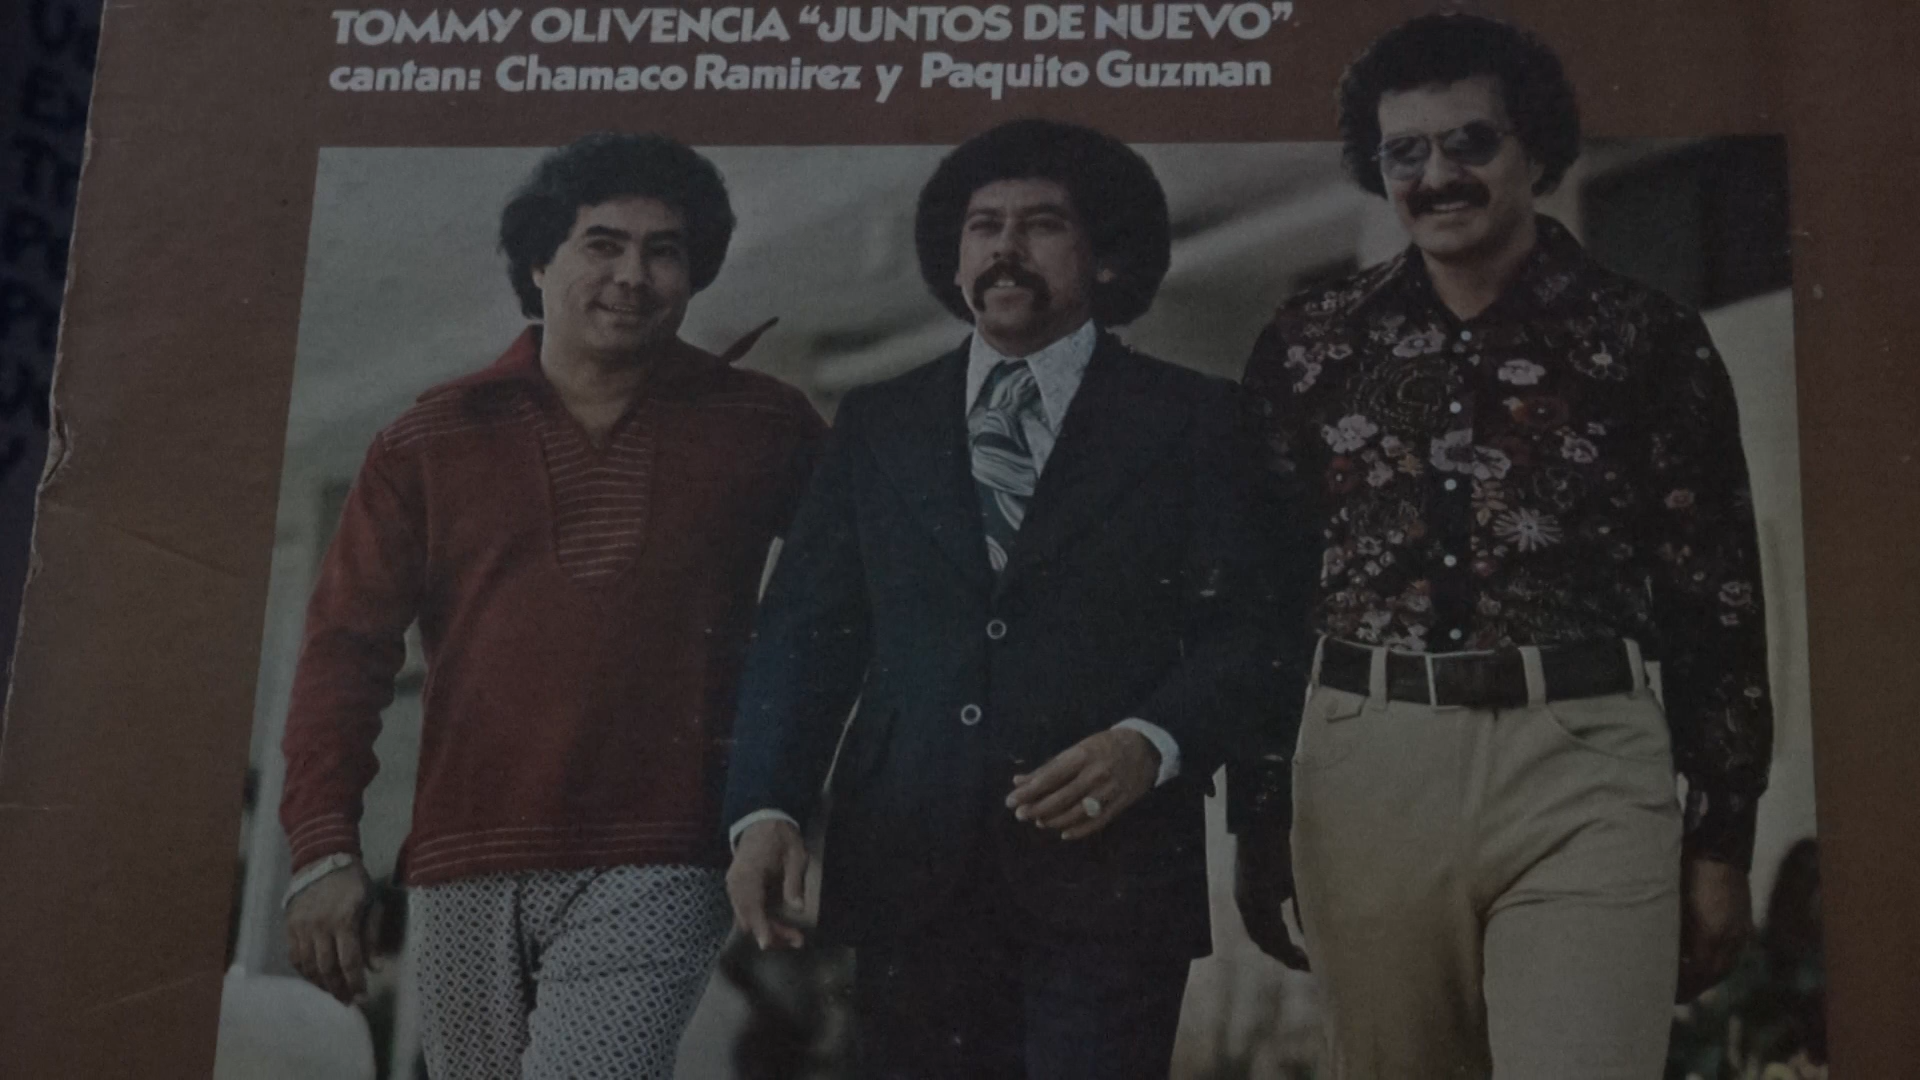 TOMMY OLIVENCIA “JUNTOS DE NUEVO”
cantan: Chamaco Ramirez y Paquito Guzman